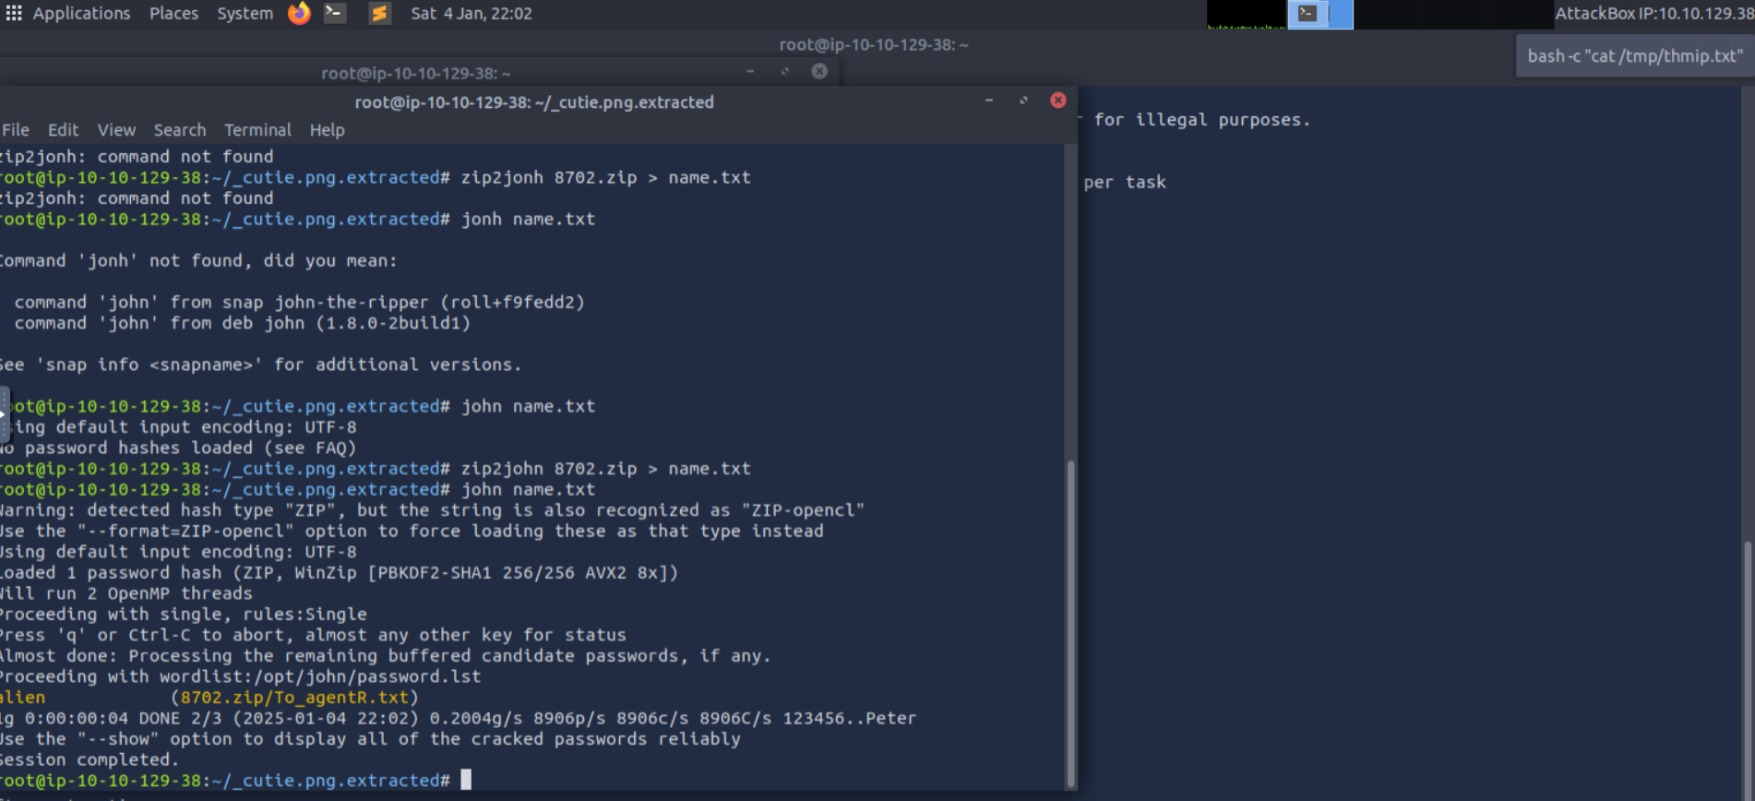 Applications Places System Sat 4 Jan, 22:02 AttackBox IP:10.10.129.38
root@ip-10-10-129-38: ~
bash -c "cat /tmp/thmip.txt"
root@ip-10-10-129-38: ~
root@ip-10-10-129-38: ~/_cutie.png.extracted
File Edit View Search Terminal Help
for illegal purposes.
per task
zip2jonh: command not found
root@ip-10-10-129-38:~/_cutie.png.extracted# zip2jonh 8702.zip > name.txt
zip2jonh: command not found
root@ip-10-10-129-38:~/_cutie.png.extracted# jonh name.txt
Command 'jonh' not found, did you mean:
command 'john' from snap john-the-ripper (roll+f9fedd2)
command 'john' from deb john (1.8.0-2build1)
See 'snap info <snapname>' for additional versions.
root@ip-10-10-129-38:~/_cutie.png.extracted# john name.txt
Using default input encoding: UTF-8
No password hashes loaded (see FAQ)
root@ip-10-10-129-38:~/_cutie.png.extracted# zip2john 8702.zip > name.txt
root@ip-10-10-129-38:~/_cutie.png.extracted# john name.txt
Warning: detected hash type "ZIP", but the string is also recognized as "ZIP-opencl"
Use the "--format=ZIP-opencl" option to force loading these as that type instead
Using default input encoding: UTF-8
Loaded 1 password hash (ZIP, WinZip [PBKDF2-SHA1 256/256 AVX2 8x])
Will run 2 OpenMP threads
Proceeding with single, rules:Single
Press 'q' or Ctrl-C to abort, almost any other key for status
Almost done: Processing the remaining buffered candidate passwords, if any.
Proceeding with wordlist:/opt/john/password.lst
alien (8702.zip/To_agentR.txt)
1g 0:00:00:04 DONE 2/3 (2025-01-04 22:02) 0.2004g/s 8906p/s 8906c/s 8906C/s 123456..Peter
Use the "--show" option to display all of the cracked passwords reliably
Session completed.
root@ip-10-10-129-38:~/_cutie.png.extracted#